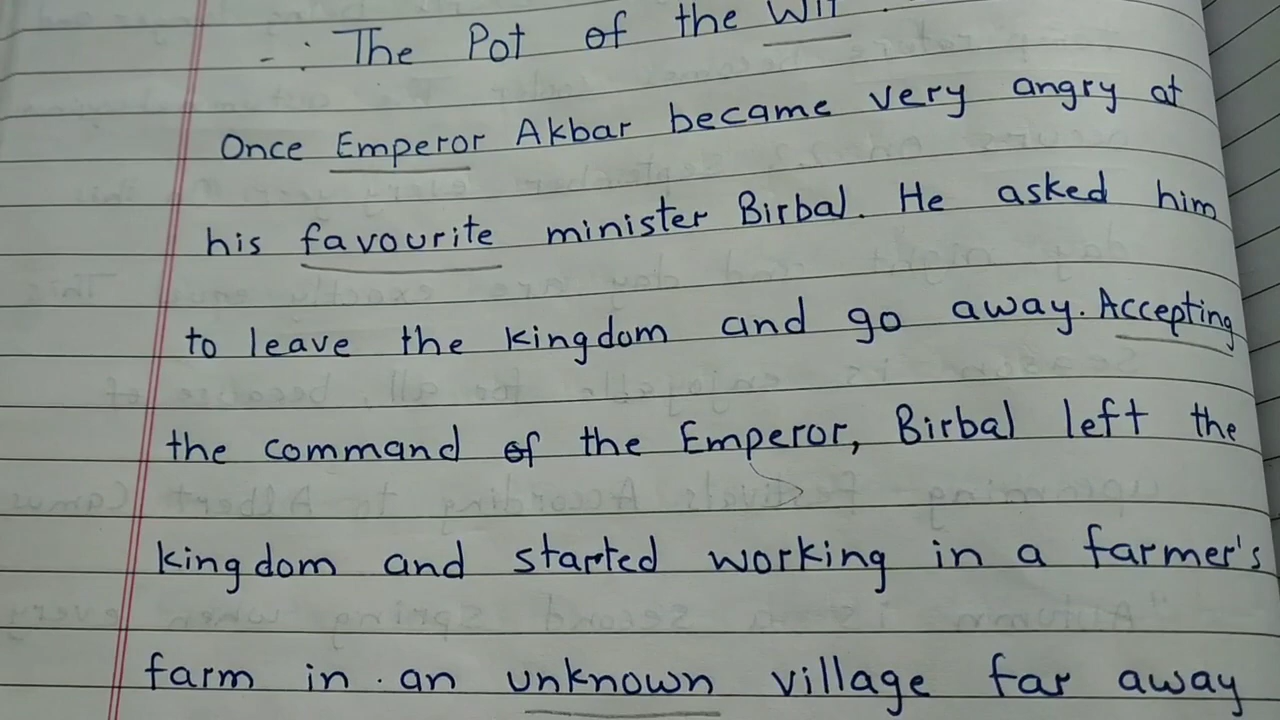 -: The Pot of the Wit
Once Emperor Akbar became very angry at
his favourite minister Birbal. He asked him
to leave the kingdom and go away. Accepting
the command of the Emperor, Birbal left the
kingdom and started working in a farmer's
farm in an unknown village far away